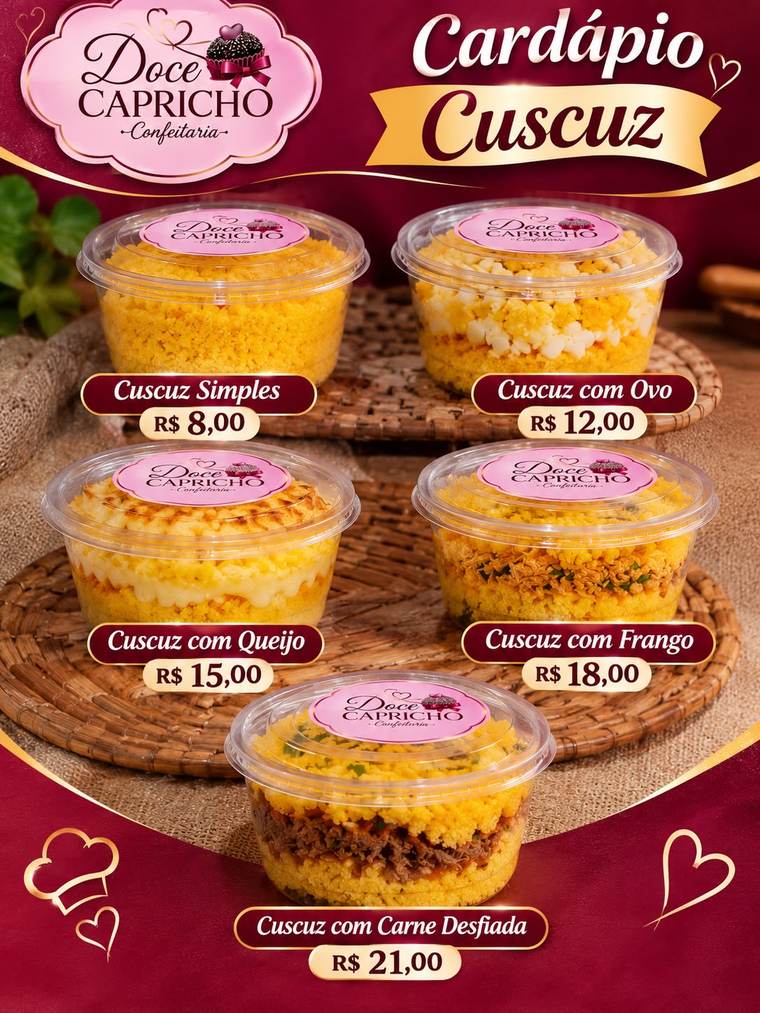 Doce
CAPRICHO
Confeitaria
Cardápio
Cuscuz
Doce
CAPRICHO
Confeitaria
Doce
CAPRICHO
Confeitaria
Cuscuz Simples
R$ 8,00
Cuscuz com Ovo
R$ 12,00
Doce
CAPRICHO
Confeitaria
Doce
CAPRICHO
Confeitaria
Cuscuz com Queijo
R$ 15,00
Cuscuz com Frango
R$ 18,00
Doce
CAPRICHO
Confeitaria
Cuscuz com Carne Desfiada
R$ 21,00